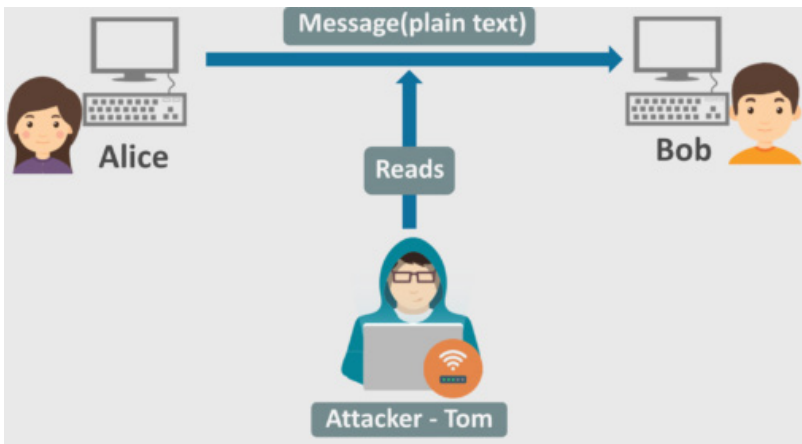 Message(plain text)
Alice
Bob
Reads
Attacker - Tom